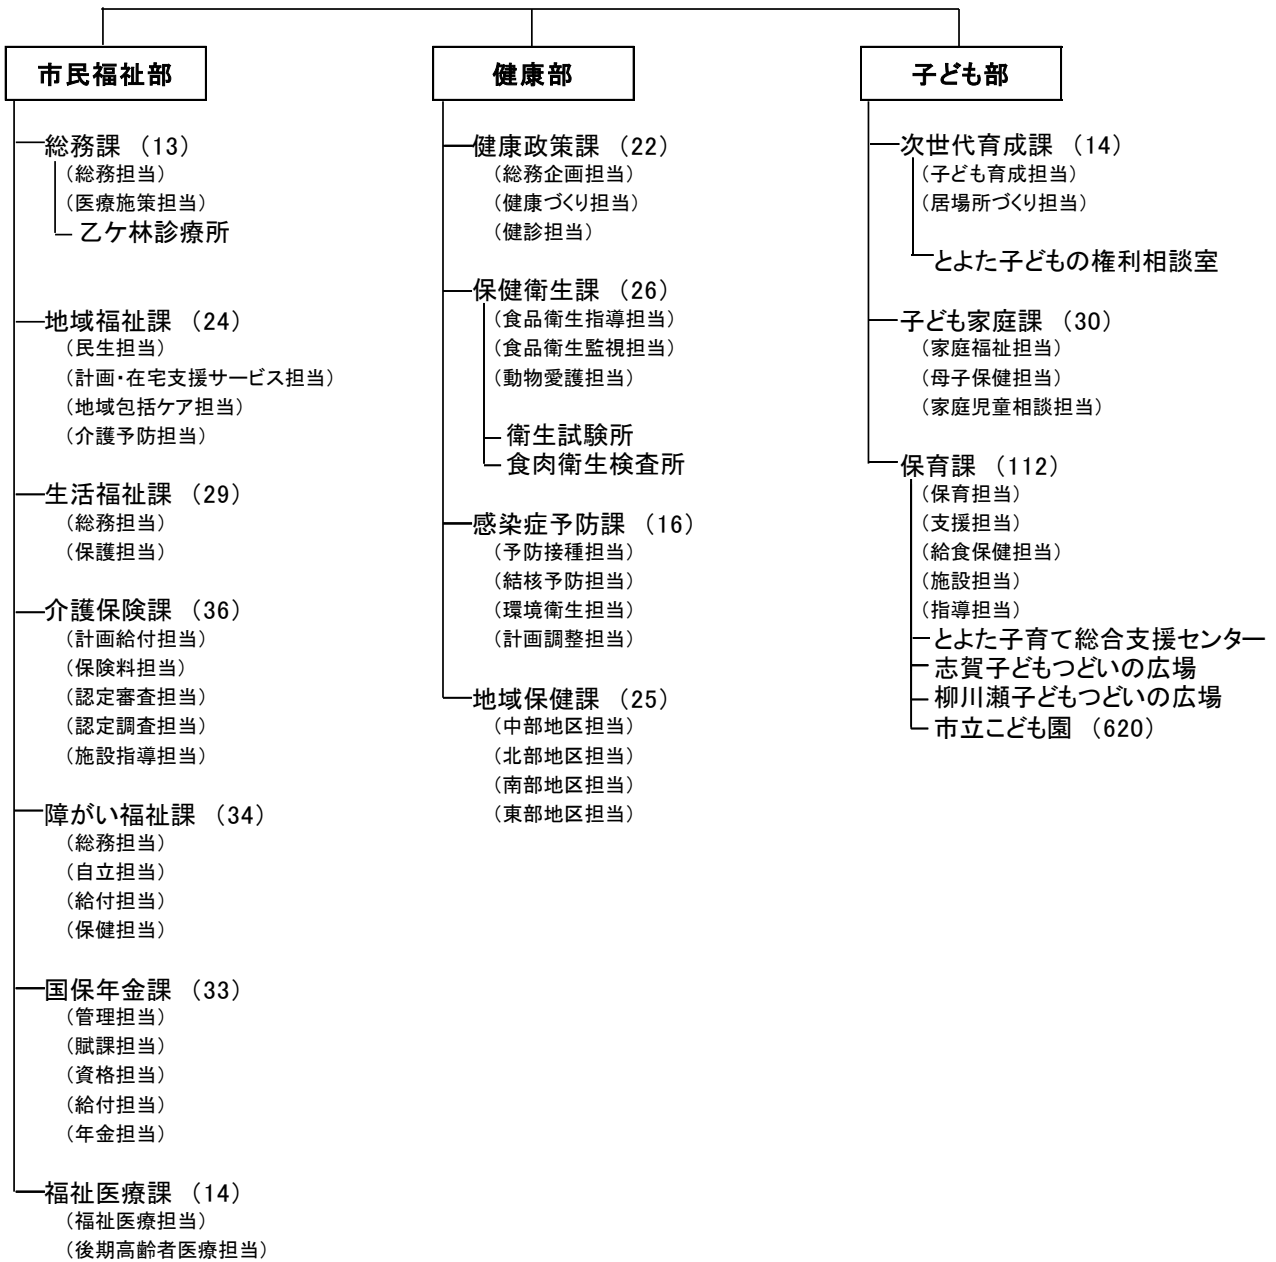 市民福祉部
総務課 （13）
（総務担当）
（医療施策担当）
乙ケ林診療所
地域福祉課 （24）
（民生担当）
（計画・在宅支援サービス担当）
（地域包括ケア担当）
（介護予防担当）
生活福祉課 （29）
（総務担当）
（保護担当）
介護保険課 （36）
（計画給付担当）
（保険料担当）
（認定審査担当）
（認定調査担当）
（施設指導担当）
障がい福祉課 （34）
（総務担当）
（自立担当）
（給付担当）
（保健担当）
国保年金課 （33）
（管理担当）
（賦課担当）
（資格担当）
（給付担当）
（年金担当）
福祉医療課 （14）
（福祉医療担当）
（後期高齢者医療担当）
健康部
健康政策課 （22）
（総務企画担当）
（健康づくり担当）
（健診担当）
保健衛生課 （26）
（食品衛生指導担当）
（食品衛生監視担当）
（動物愛護担当）
衛生試験所
食肉衛生検査所
感染症予防課 （16）
（予防接種担当）
（結核予防担当）
（環境衛生担当）
（計画調整担当）
地域保健課 （25）
（中部地区担当）
（北部地区担当）
（南部地区担当）
（東部地区担当）
子ども部
次世代育成課 （14）
（子ども育成担当）
（居場所づくり担当）
とよた子どもの権利相談室
子ども家庭課 （30）
（家庭福祉担当）
（母子保健担当）
（家庭児童相談担当）
保育課 （112）
（保育担当）
（支援担当）
（給食保健担当）
（施設担当）
（指導担当）
とよた子育て総合支援センター
志賀子どもつどいの広場
柳川瀬子どもつどいの広場
市立こども園 （620）